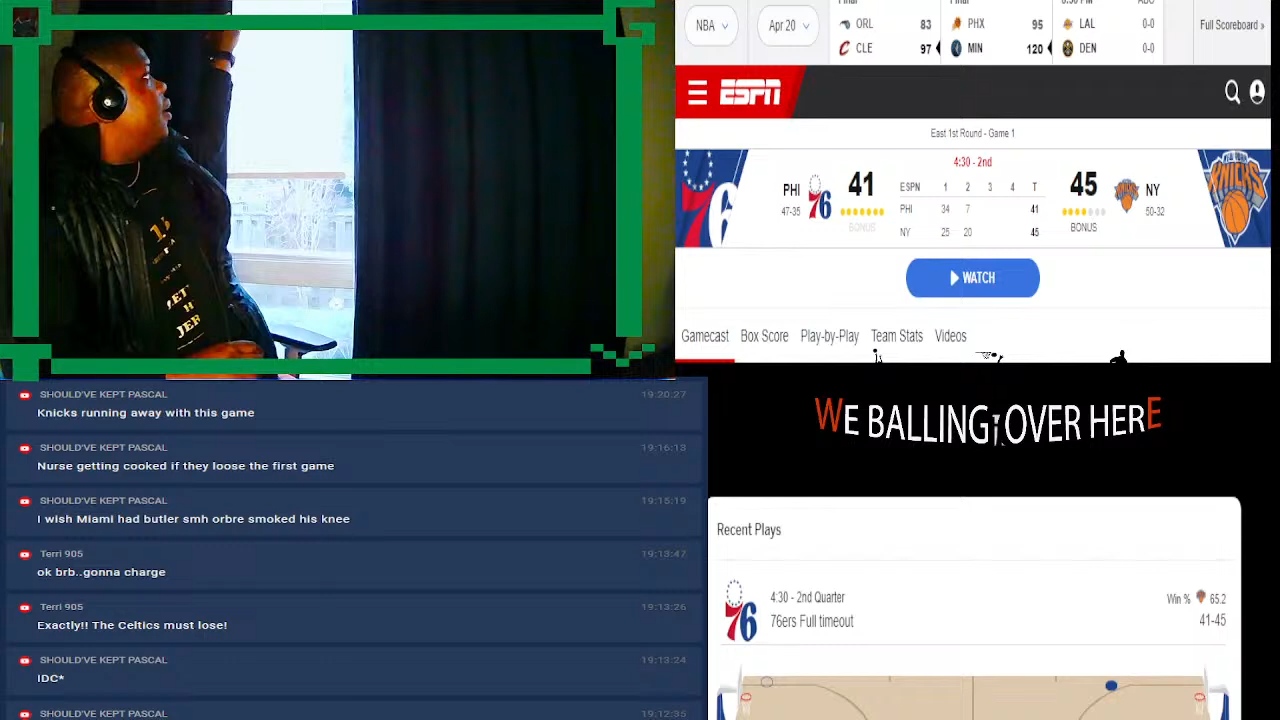 NBA
Apr 20
ORL 83
CLE 97
PHX 95
MIN 120
LAL 0-0
DEN 0-0
Full Scoreboard »
ESPN
East 1st Round - Game 1
4:30 - 2nd
PHI
47-35
76
41
BONUS
ESPN 1 2 3 4 T
PHI 34 7 41
NY 25 20 45
45
BONUS
KNICKS
NY
50-32
KNICKS
WATCH
Gamecast Box Score Play-by-Play Team Stats Videos
SHOULD'VE KEPT PASCAL 19:20:27
Knicks running away with this game
SHOULD'VE KEPT PASCAL 19:16:13
Nurse getting cooked if they loose the first game
SHOULD'VE KEPT PASCAL 19:15:19
I wish Miami had butler smh orbre smoked his knee
Terri 905 19:13:47
ok brb..gonna charge
Terri 905 19:13:26
Exactly!! The Celtics must lose!
SHOULD'VE KEPT PASCAL 19:13:24
IDC*
SHOULD'VE KEPT PASCAL 19:12:35
WE BALLING OVER HERE
Recent Plays
76
4:30 - 2nd Quarter
76ers Full timeout
Win % 65.2
41-45